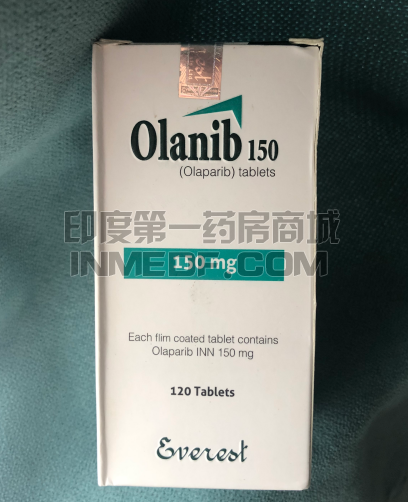 Olanib 150
(Olaparib) tablets
印度第一药房商城
150 mg
INMEDF.COM
Each flim coated tablet contains
Olaparib INN 150 mg
120 Tablets
Everest